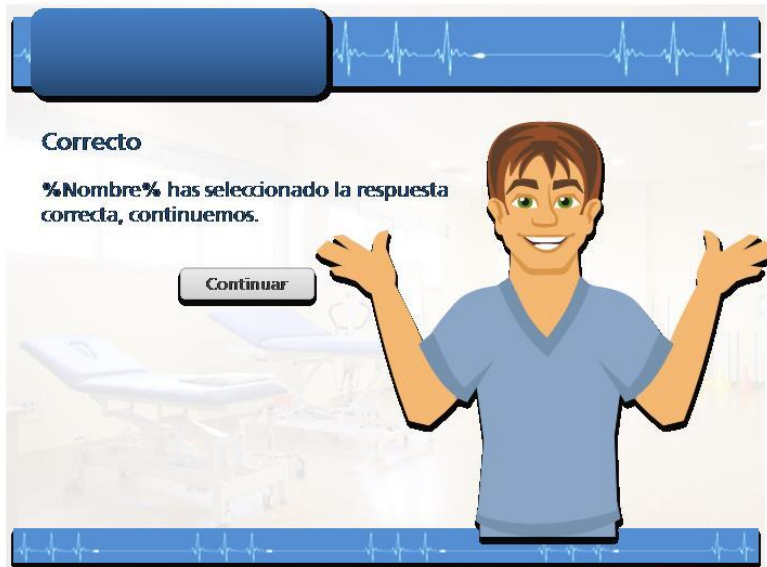 Correcto
%Nombre% has seleccionado la respuesta
correcta, continuemos.
Continuar